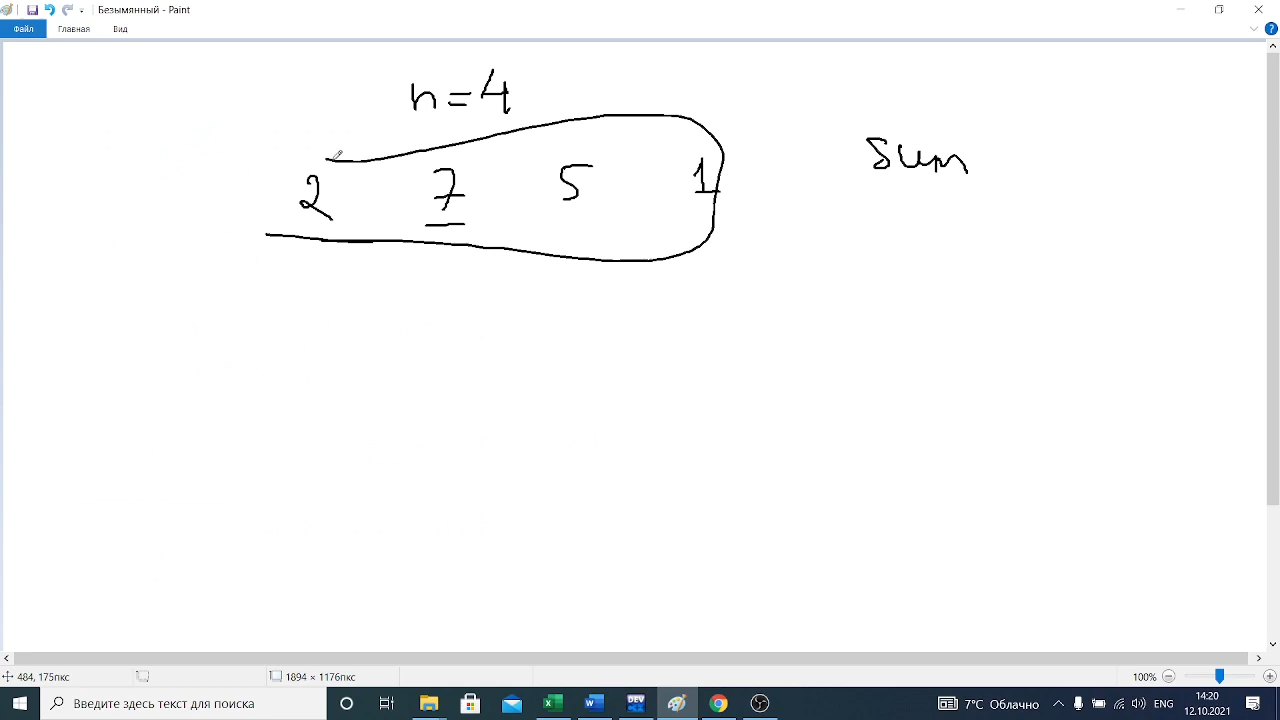 Безымянный - Paint
Файл Главная Вид
n=4
2 7 5 1
sum
484, 175пкс
1894 × 1176пкс
100%
Введите здесь текст для поиска
DEV
7°C Облачно
14:20
12.10.2021